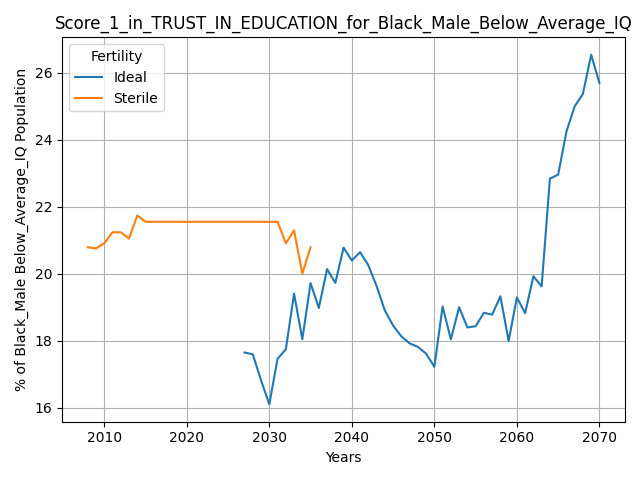 Score_1_in_TRUST_IN_EDUCATION_for_Black_Male_Below_Average_IQ
Fertility
Ideal
Sterile
% of Black_Male Below_Average_IQ Population
26
24
22
20
18
16
2010
2020
2030
2040
2050
2060
2070
Years